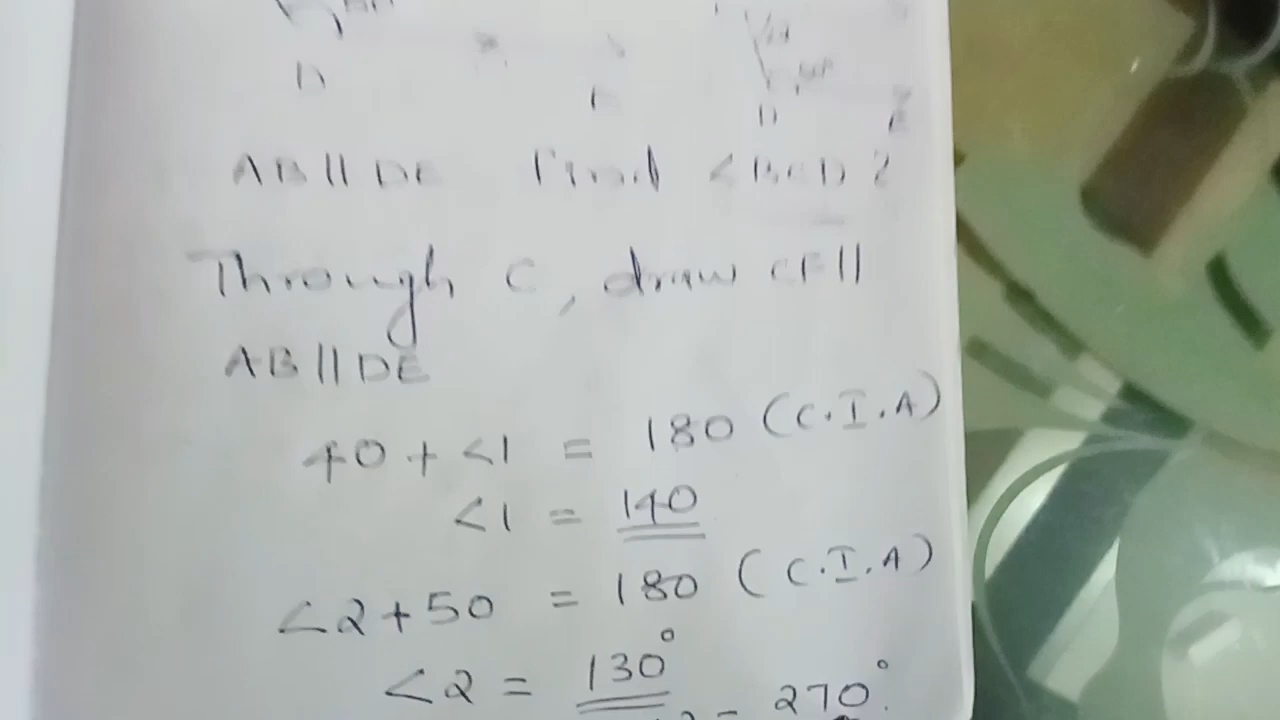 D
D
E
AB || DE Find <BCD?
Through C, draw CF ||
AB || DE
40 + <1 = 180 (C.I.A)
<1 = 140
<2 + 50 = 180 (C.I.A)
<2 = 130°
= 270°.